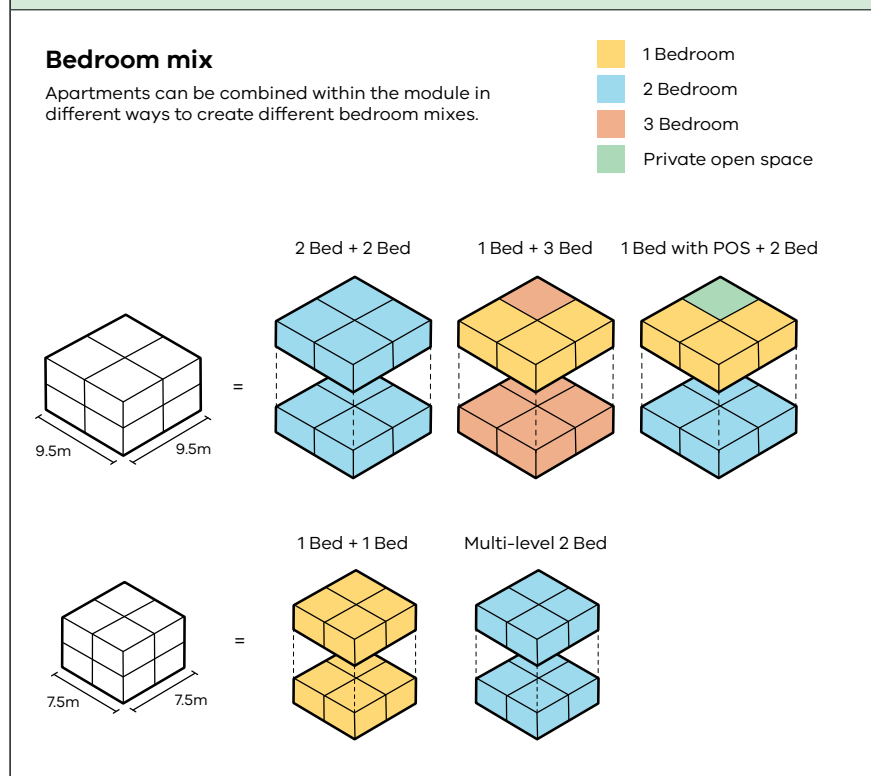 Bedroom mix
Apartments can be combined within the module in
different ways to create different bedroom mixes.
1 Bedroom
2 Bedroom
3 Bedroom
Private open space
2 Bed + 2 Bed
1 Bed + 3 Bed
1 Bed with POS + 2 Bed
=
9.5m
9.5m
1 Bed + 1 Bed
Multi-level 2 Bed
=
7.5m
7.5m